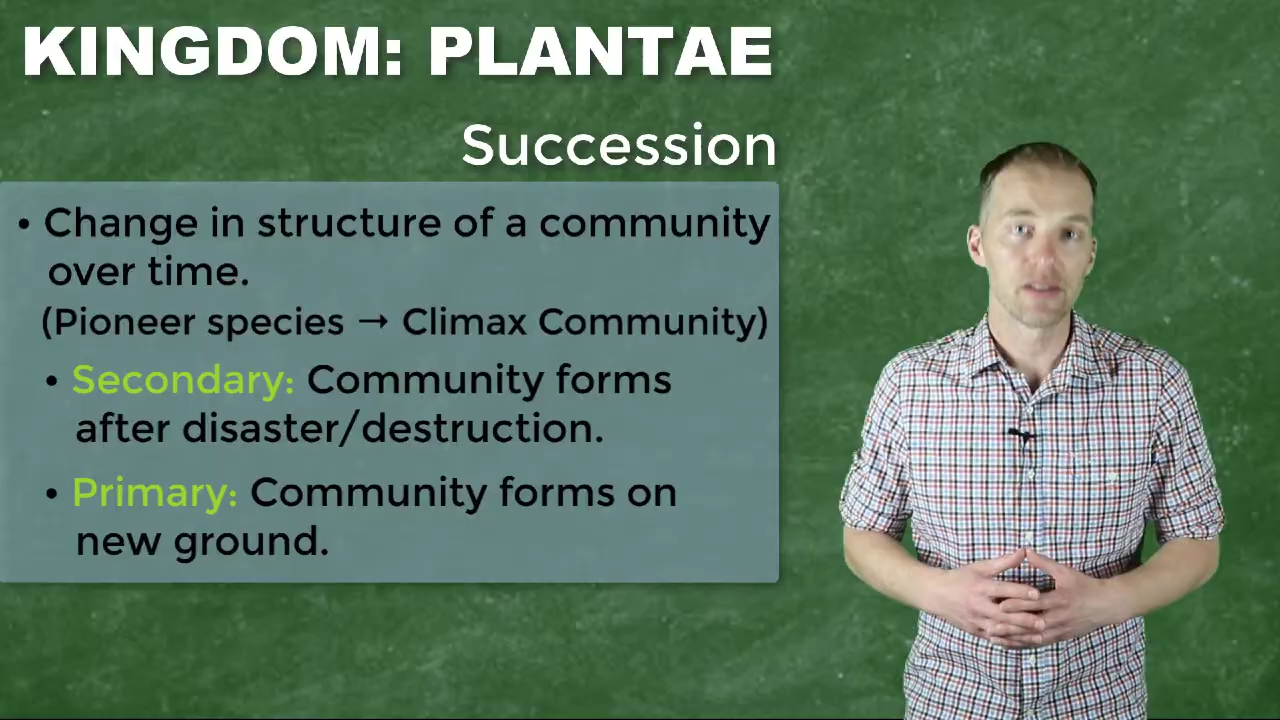 KINGDOM: PLANTAE
Succession
• Change in structure of a community
over time.
(Pioneer species → Climax Community)
• Secondary: Community forms
after disaster/destruction.
• Primary: Community forms on
new ground.